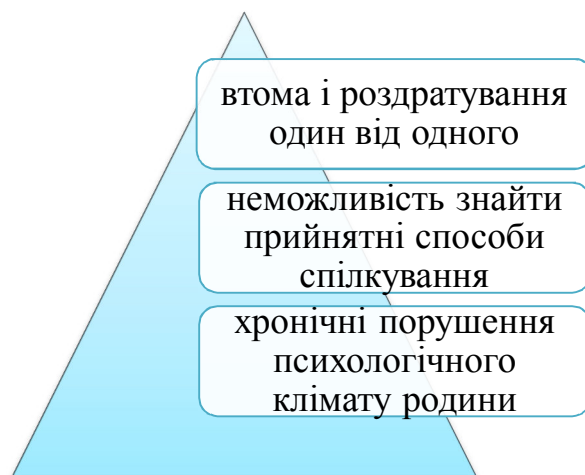 втома і роздратування
один від одного
неможливість знайти
прийнятні способи
спілкування
хронічні порушення
психологічного
клімату родини